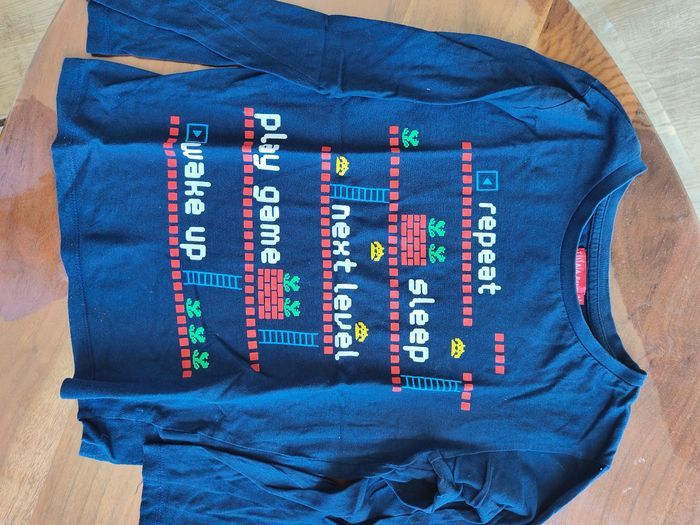 repeat
sleep
next level
play game
wake up